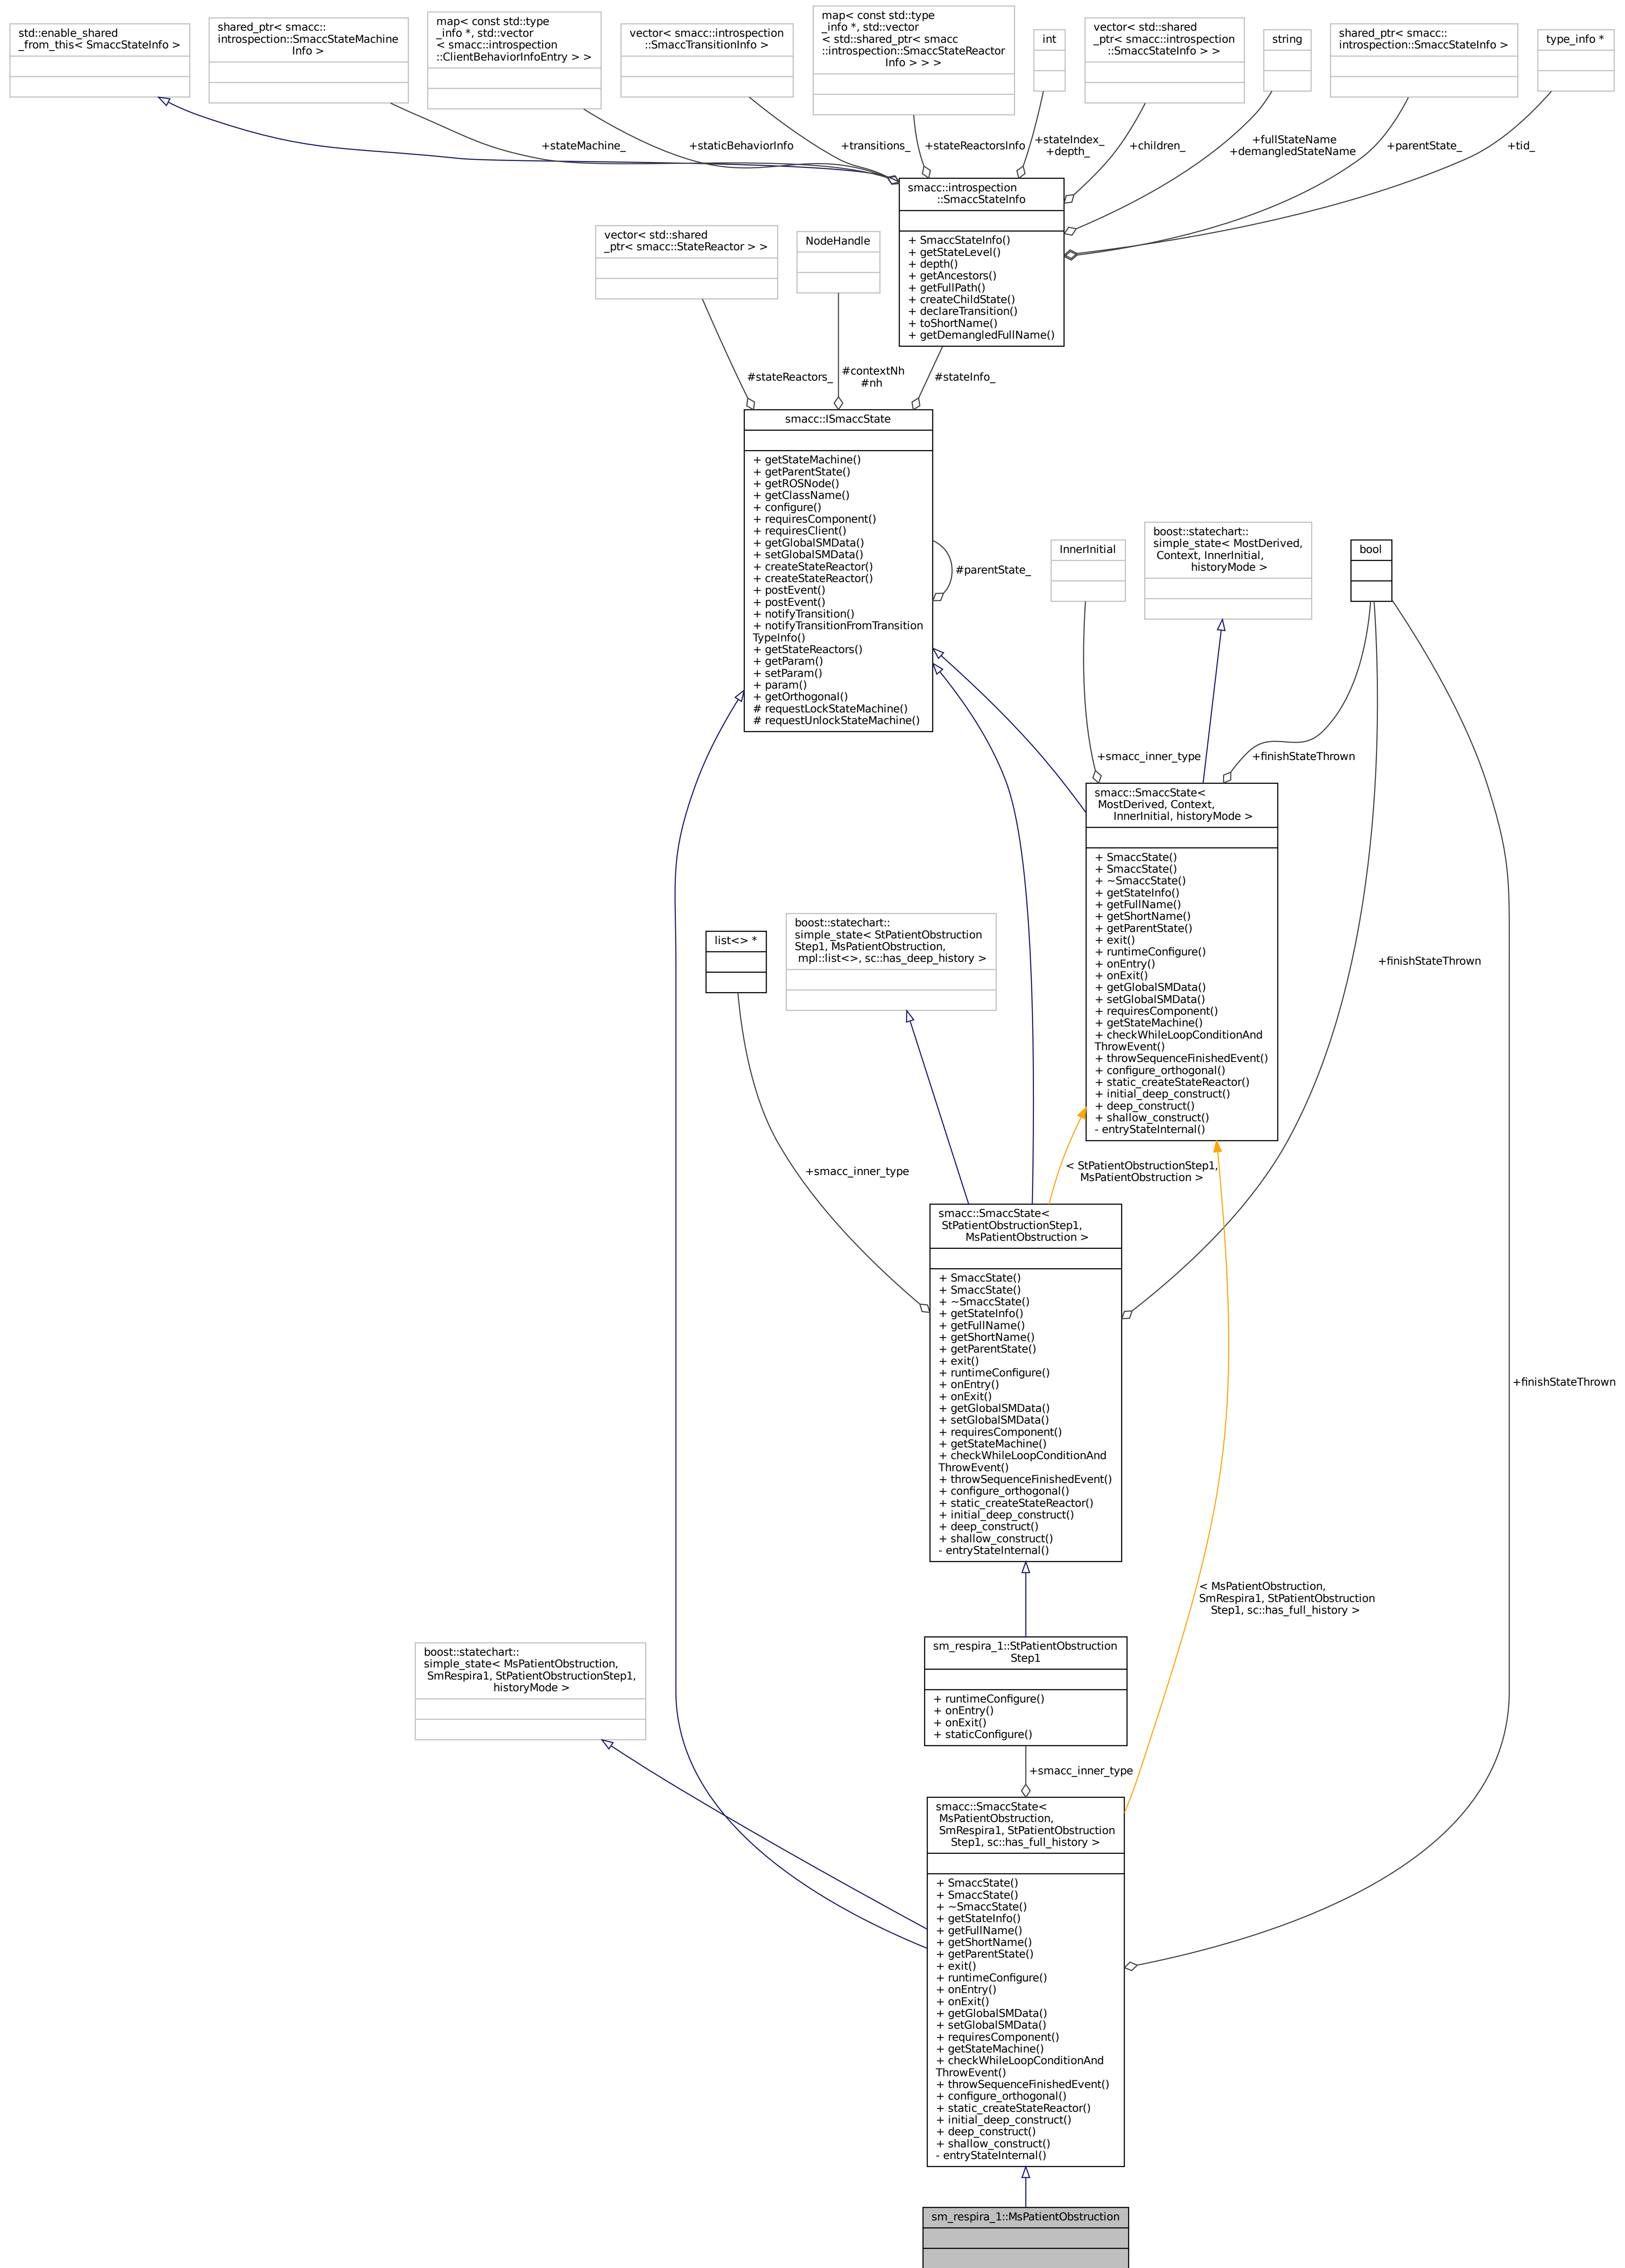 std::enable_shared
_from_this< SmaccStateInfo >
shared_ptr< smacc::
introspection::SmaccStateMachine
Info >
map< const std::type
_info *, std::vector
< smacc::introspection
::ClientBehaviorInfoEntry > >
vector< smacc::introspection
::SmaccTransitionInfo >
map< const std::type
_info *, std::vector
< std::shared_ptr< smacc
::introspection::SmaccStateReactor
Info > > >
int
vector< std::shared
_ptr< smacc::introspection
::SmaccStateInfo > >
string
shared_ptr< smacc::
introspection::SmaccStateInfo >
type_info *
+stateMachine_
+staticBehaviorInfo
+transitions_
+stateReactorsInfo
+stateIndex_
+depth_
+children_
+fullStateName
+demangledStateName
+parentState_
+tid_
smacc::introspection
::SmaccStateInfo
+ SmaccStateInfo()
+ getStateLevel()
+ depth()
+ getAncestors()
+ getFullPath()
+ createChildState()
+ declareTransition()
+ toShortName()
+ getDemangledFullName()
vector< std::shared
_ptr< smacc::StateReactor > >
NodeHandle
#stateReactors_
#contextNh
#nh
#stateInfo_
smacc::ISmaccState
+ getStateMachine()
+ getParentState()
+ getROSNode()
+ getClassName()
+ configure()
+ requiresComponent()
+ requiresClient()
+ getGlobalSMData()
+ setGlobalSMData()
+ createStateReactor()
+ createStateReactor()
+ postEvent()
+ postEvent()
+ notifyTransition()
+ notifyTransitionFromTransition
TypeInfo()
+ getStateReactors()
+ getParam()
+ setParam()
+ param()
+ getOrthogonal()
# requestLockStateMachine()
# requestUnlockStateMachine()
#parentState_
InnerInitial
boost::statechart::
simple_state< MostDerived,
Context, InnerInitial,
historyMode >
bool
+smacc_inner_type
+finishStateThrown
smacc::SmaccState<
MostDerived, Context,
InnerInitial, historyMode >
+ SmaccState()
+ SmaccState()
+ ~SmaccState()
+ getStateInfo()
+ getFullName()
+ getShortName()
+ getParentState()
+ exit()
+ runtimeConfigure()
+ onEntry()
+ onExit()
+ getGlobalSMData()
+ setGlobalSMData()
+ requiresComponent()
+ getStateMachine()
+ checkWhileLoopConditionAnd
ThrowEvent()
+ throwSequenceFinishedEvent()
+ configure_orthogonal()
+ static_createStateReactor()
+ initial_deep_construct()
+ deep_construct()
+ shallow_construct()
- entryStateInternal()
list<> *
boost::statechart::
simple_state< StPatientObstruction
Step1, MsPatientObstruction,
mpl::list<>, sc::has_deep_history >
+finishStateThrown
+smacc_inner_type
< StPatientObstructionStep1,
MsPatientObstruction >
smacc::SmaccState<
StPatientObstructionStep1,
MsPatientObstruction >
+ SmaccState()
+ SmaccState()
+ ~SmaccState()
+ getStateInfo()
+ getFullName()
+ getShortName()
+ getParentState()
+ exit()
+ runtimeConfigure()
+ onEntry()
+ onExit()
+ getGlobalSMData()
+ setGlobalSMData()
+ requiresComponent()
+ getStateMachine()
+ checkWhileLoopConditionAnd
ThrowEvent()
+ throwSequenceFinishedEvent()
+ configure_orthogonal()
+ static_createStateReactor()
+ initial_deep_construct()
+ deep_construct()
+ shallow_construct()
- entryStateInternal()
+finishStateThrown
< MsPatientObstruction,
SmRespira1, StPatientObstruction
Step1, sc::has_full_history >
boost::statechart::
simple_state< MsPatientObstruction,
SmRespira1, StPatientObstructionStep1,
historyMode >
sm_respira_1::StPatientObstruction
Step1
+ runtimeConfigure()
+ onEntry()
+ onExit()
+ staticConfigure()
+smacc_inner_type
smacc::SmaccState<
MsPatientObstruction,
SmRespira1, StPatientObstruction
Step1, sc::has_full_history >
+ SmaccState()
+ SmaccState()
+ ~SmaccState()
+ getStateInfo()
+ getFullName()
+ getShortName()
+ getParentState()
+ exit()
+ runtimeConfigure()
+ onEntry()
+ onExit()
+ getGlobalSMData()
+ setGlobalSMData()
+ requiresComponent()
+ getStateMachine()
+ checkWhileLoopConditionAnd
ThrowEvent()
+ throwSequenceFinishedEvent()
+ configure_orthogonal()
+ static_createStateReactor()
+ initial_deep_construct()
+ deep_construct()
+ shallow_construct()
- entryStateInternal()
sm_respira_1::MsPatientObstruction